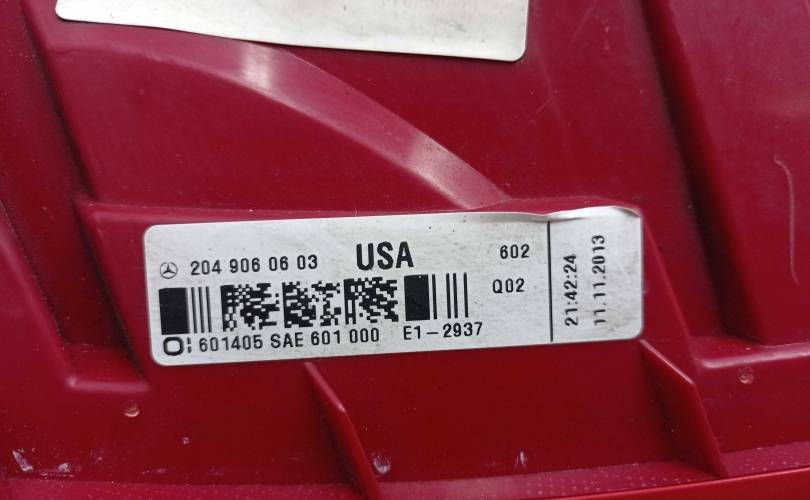 204 906 06 03 USA 602
Q02
601405 SAE 601 000 E1-2937
21:42:24
11.11.2013